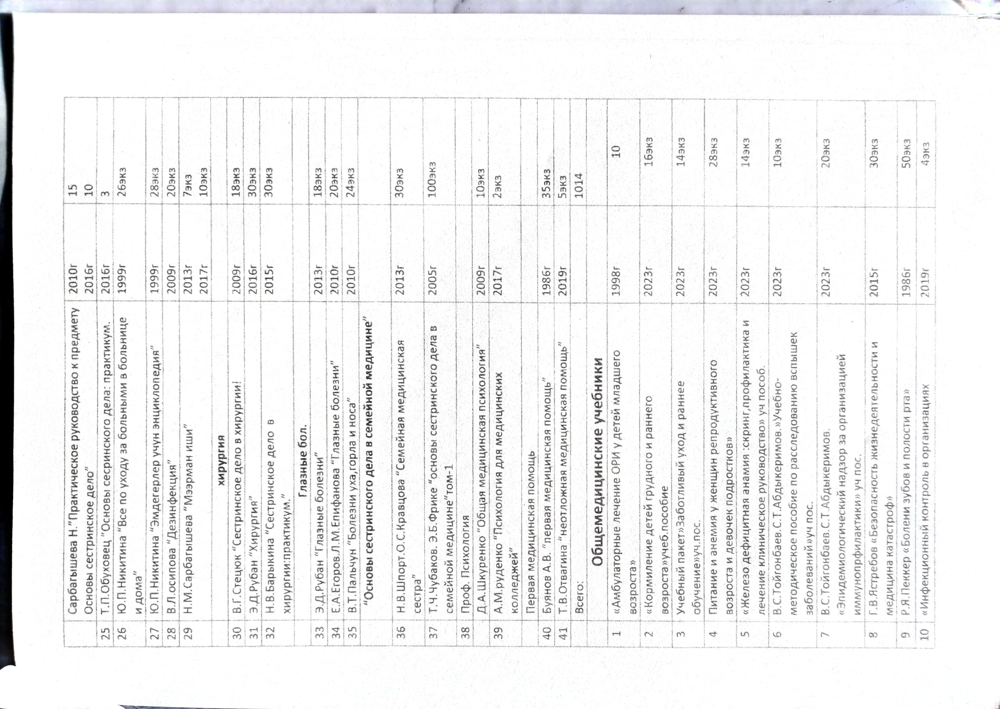 Сарбагышева Н."Практическое руководство к предмету 2010г 15
Основы сестринское дело" 2016г 10
25 Т.П.Обуховец "Основы сесринского дела: практикум. 2016г 3
26 Ю.П.Никитина "Все по уходу за больными в больнице 1999г 26экз
и дома"
27 Ю.П.Никитина "Эмдегерлер учун энциклопедия" 1999г 28экз
28 В.Л.осипова "Дезинфекция" 2009г 20экз
29 Н.М.Сарбагышева "Мээрман иши" 2013г 7экз
2017г 10экз
хирургия
30 В.Г.Стецюк "Сестринское дело в хирургии! 2009г 18экз
31 Э.Д.Рубан "Хирургия" 2016г 30экз
32 Н.В.Барыкина "Сестринское дело в 2015г 30экз
хирургии:практикум."
Глазные бол.
33 Э.Д.Рубан "Глазные болезни" 2013г 18экз
34 Е.А.Егоров.Л.М.Епифанова "Глазные болезни" 2010г 20экз
35 В.Т.Пальчун "Болезни уха,горла и носа" 2010г 24экз
"Основы сестринского дела в семейной медицине"
36 Н.В.Шпорт.О.С.Кравцова "Семейная медицинская 2013г 30экз
сестра"
37 Т.Ч.Чубаков. Э.Б.Фрике "основы сестринского дела в 2005г 100экз
семейной медицине"том-1
38 Проф. Психология
Д.А.Шкуренко "Общая медицинская психология" 2009г 10экз
39 А.М.руденко "Психология для медицинских 2017г 2экз
колледжей"
Первая медицинская помощь
40 Буянов А.В. "первая медицинская помощь" 1986г 35экз
41 Т.В.Отвагина "неотложная медицинская помощь" 2019г 5экз
Всего: 1014
Общемедицинские учебники
1 «Амбулаторные лечение ОРИ у детей младшего 1998г 10
возроста»
2 «Кормиление детей грудного и раннего 2023г 16экз
возроста»учеб.пособие
3 Учебный пакет»Заботливый уход и раннее 2023г 14экз
обучение»уч.пос.
4 Питание и анемия у женщин репродуктивного 2023г 28экз
возроста и девочек подростков»
5 «Железо дефицитная анамия :скринг,профилактика и 2023г 14экз
лечение клиническое руководство» уч пособ.
6 В.С.Тойгонбаев.С.Т.Абдыкеримов.»Учебно- 2023г 10экз
методическое пособие по расследованию вспышек
заболеваний»уч пос.
7 В.С.Тойгонбаев.С.Т.Абдыкеримов. 2023г 20экз
«Эпидемиологический надзор за организацией
иммунопрфилактики» уч пос.
8 Г.В.Ястребов «Безопасность жизнедеятельности и 2015г 30экз
медицина катастроф»
9 Р.Я.Пеккер «Болени зубов и полости рта» 1986г 50экз
10 «Инфекционный контроль в организациях 2019г 4экз